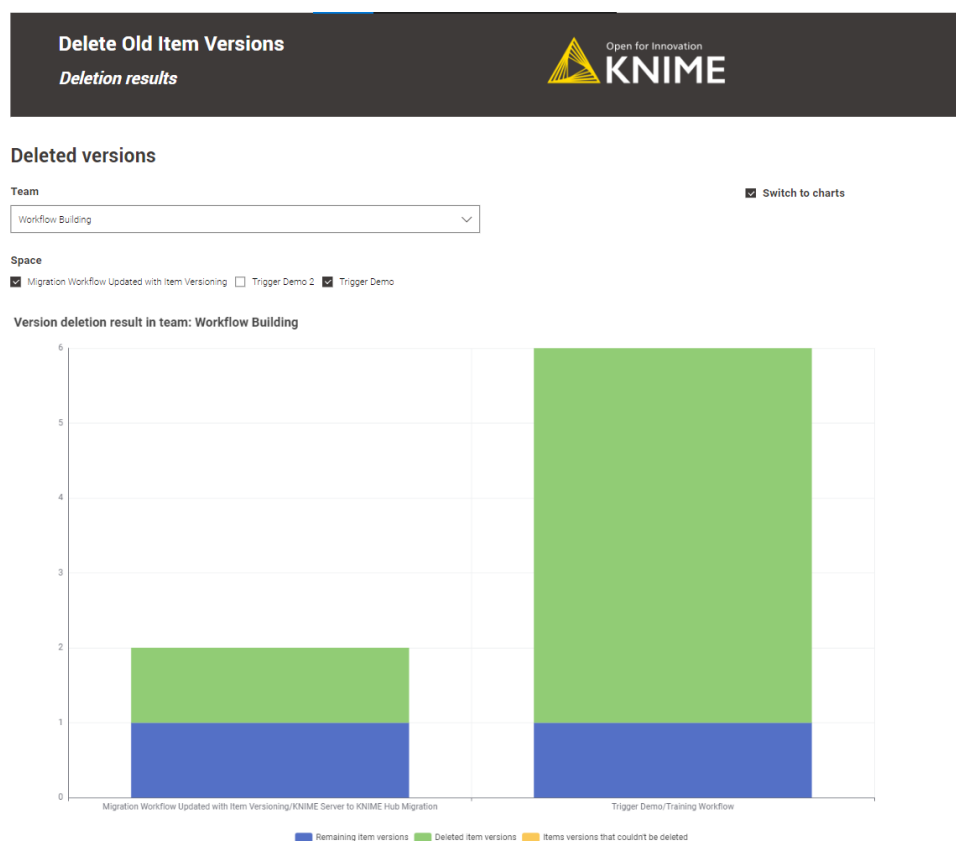 Delete Old Item Versions
Deletion results
Open for Innovation
KNIME
Deleted versions
Team
Switch to charts
Workflow Building
Space
Migration Workflow Updated with Item Versioning Trigger Demo 2 Trigger Demo
Version deletion result in team: Workflow Building
6
5
4
3
2
1
0
Migration Workflow Updated with Item Versioning/KNIME Server to KNIME Hub Migration Trigger Demo/Training Workflow
Remaining item versions Deleted item versions Items versions that couldn't be deleted